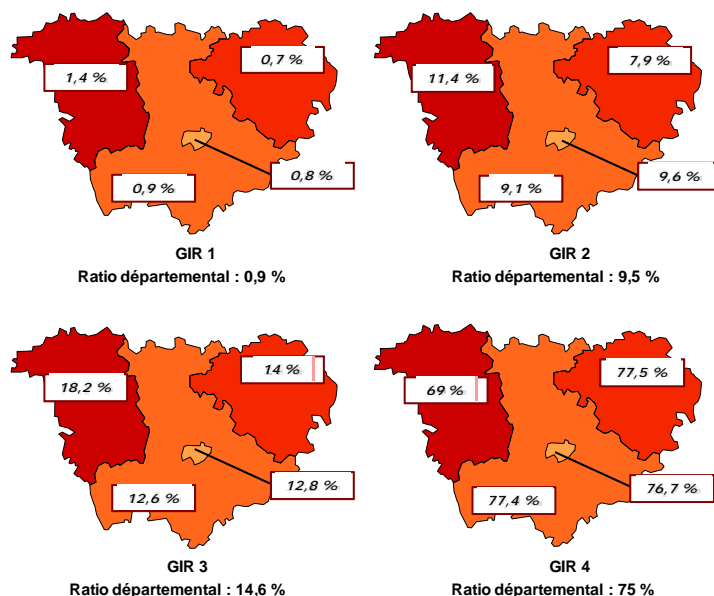 0,7 %
1,4 %
0,8 %
0,9 %
GIR 1
Ratio départemental : 0,9 %
7,9 %
11,4 %
9,6 %
9,1 %
GIR 2
Ratio départemental : 9,5 %
14 %
18,2 %
12,8 %
12,6 %
GIR 3
Ratio départemental : 14,6 %
77,5 %
69 %
76,7 %
77,4 %
GIR 4
Ratio départemental : 75 %